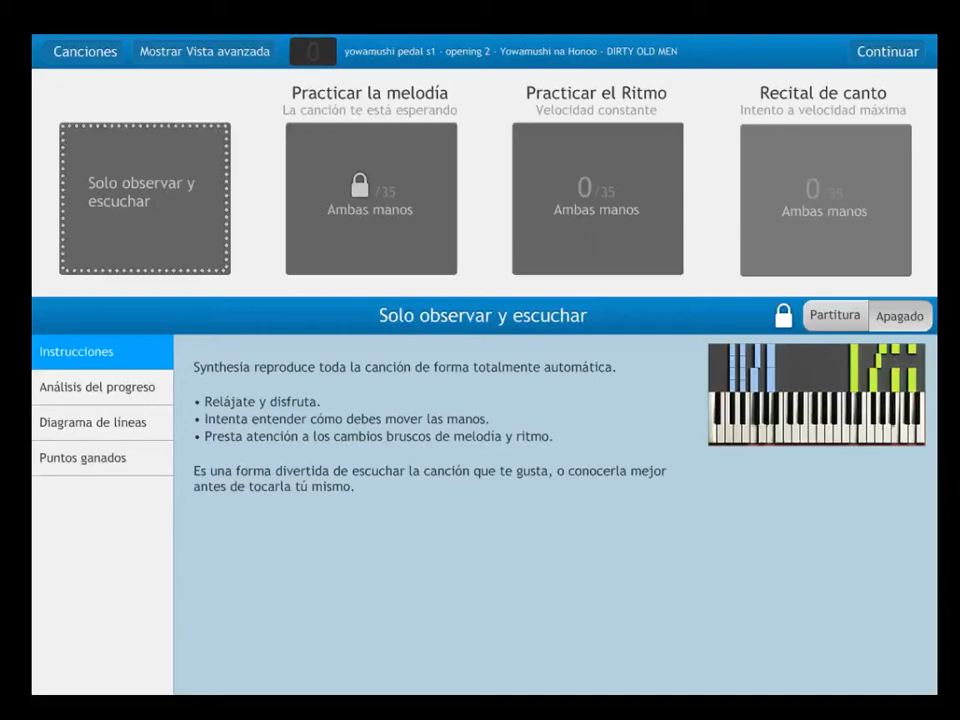 Canciones
Mostrar Vista avanzada
0
yowamushi pedal s1 - opening 2 - Yowamushi na Honoo - DIRTY OLD MEN
Continuar
Practicar la melodía
La canción te está esperando
Practicar el Ritmo
Velocidad constante
Recital de canto
Intento a velocidad máxima
Solo observar y
escuchar
/35
Ambas manos
0/35
Ambas manos
0/35
Ambas manos
Solo observar y escuchar
Partitura
Apagado
Instrucciones
Análisis del progreso
Diagrama de líneas
Puntos ganados
Synthesia reproduce toda la canción de forma totalmente automática.
• Relájate y disfruta.
• Intenta entender cómo debes mover las manos.
• Presta atención a los cambios bruscos de melodía y ritmo.
Es una forma divertida de escuchar la canción que te gusta, o conocerla mejor
antes de tocarla tú mismo.